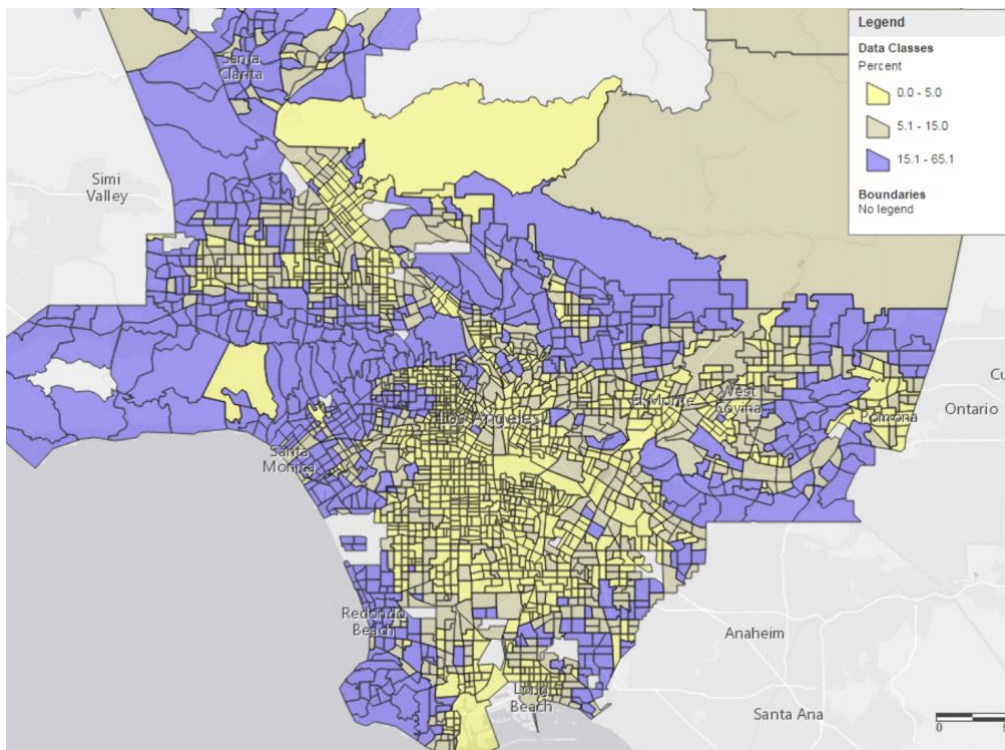 Legend
Data Classes
Percent
0.0 - 5.0
5.1 - 15.0
15.1 - 65.1
Boundaries
No legend
Santa
Clarita
Simi
Valley
Los Angeles
El Monte
West
Covina
Pomona
Ontario
Santa
Monica
Redondo
Beach
Anaheim
Long
Beach
Santa Ana
0